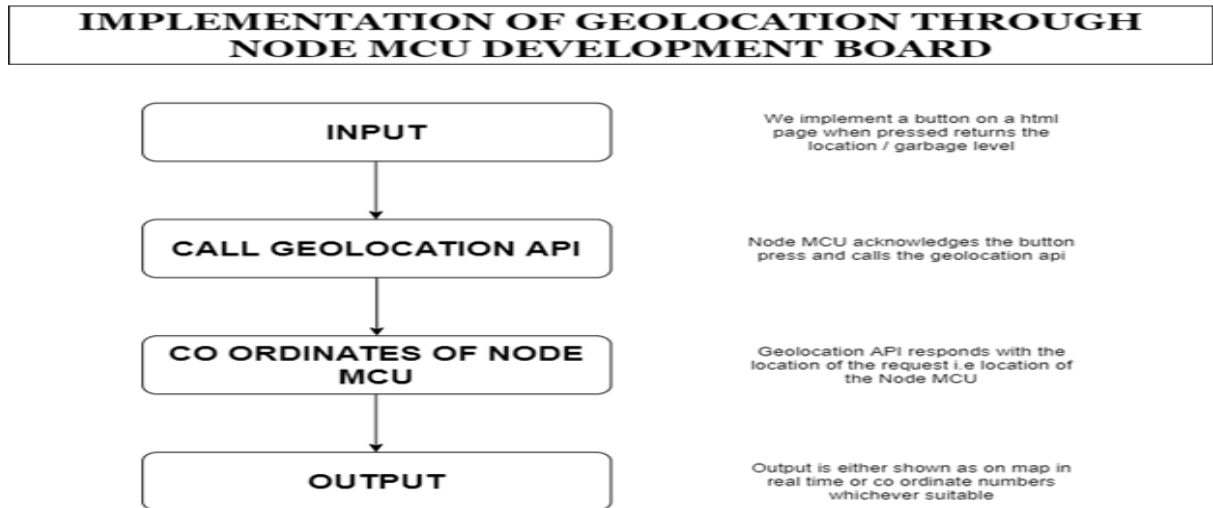 IMPLEMENTATION OF GEOLOCATION THROUGH
NODE MCU DEVELOPMENT BOARD
INPUT
We implement a button on a html
page when pressed returns the
location / garbage level
CALL GEOLOCATION API
Node MCU acknowledges the button
press and calls the geolocation api
CO ORDINATES OF NODE
MCU
Geolocation API responds with the
location of the request i.e location of
the Node MCU
OUTPUT
Output is either shown as on map in
real time or co ordinate numbers
whichever suitable